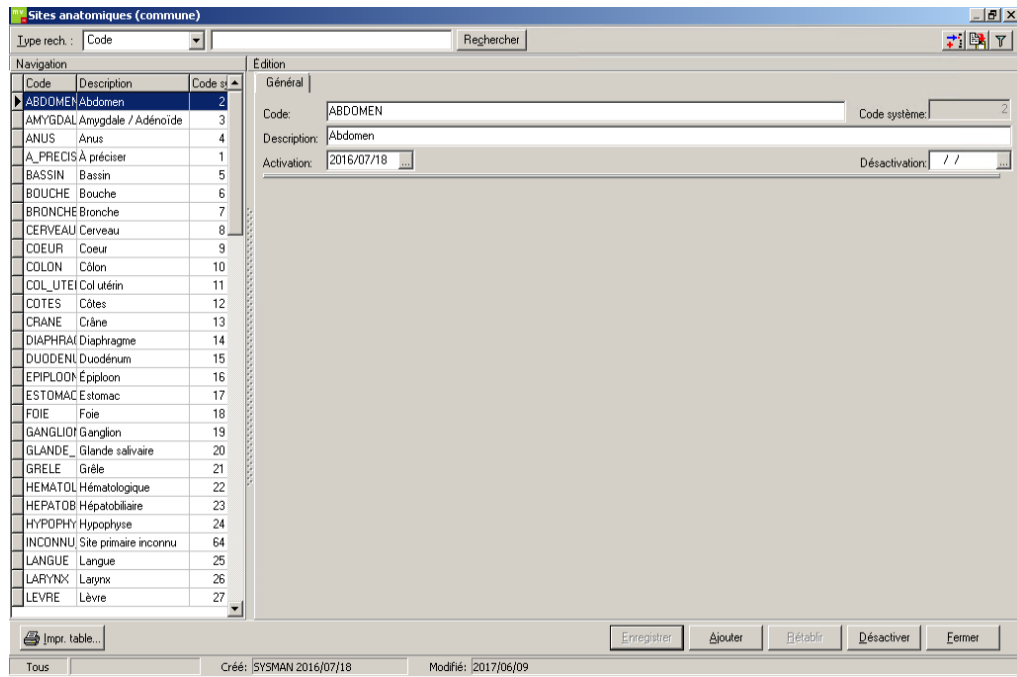 mv Sites anatomiques (commune)
Type rech. : Code Rechercher
Navigation Édition
Code Description Code s Général
ABDOMEN Abdomen 2
AMYGDAL Amygdale / Adénoïde 3
ANUS Anus 4
A_PRECIS À préciser 1
BASSIN Bassin 5
BOUCHE Bouche 6
BRONCHE Bronche 7
CERVEAU Cerveau 8
COEUR Coeur 9
COLON Côlon 10
COL_UTE Col utérin 11
COTES Côtes 12
CRANE Crâne 13
DIAPHRA Diaphragme 14
DUODENU Duodénum 15
EPIPLOON Épiploon 16
ESTOMAC Estomac 17
FOIE Foie 18
GANGLION Ganglion 19
GLANDE_ Glande salivaire 20
GRELE Grêle 21
HEMATOL Hématologique 22
HEPATOB Hépatobiliaire 23
HYPOPHY Hypophyse 24
INCONNU_ Site primaire inconnu 64
LANGUE Langue 25
LARYNX Larynx 26
LEVRE Lèvre 27
Code: ABDOMEN Code système: 2
Description: Abdomen
Activation: 2016/07/18 ... Désactivation: / / ...
Impr. table... Enregistrer Ajouter Rétablir Désactiver Fermer
Tous Créé: SYSMAN 2016/07/18 Modifié: 2017/06/09